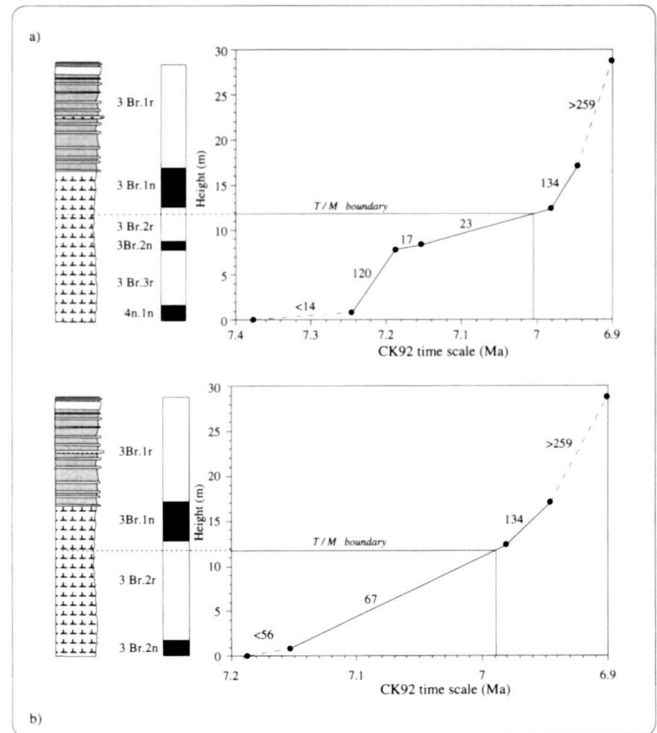 a)
30
25
20
15
10
5
0
Height (m)
3 Br.1r
3 Br.1n
3 Br.2r
3Br.2n
3 Br.3r
4n.1n
>259
134
T / M boundary
23
17
120
<14
7.4 7.3 7.2 7.1 7 6.9
CK92 time scale (Ma)
30
25
20
15
10
5
0
Height (m)
3Br.1r
3Br.1n
3 Br.2r
3 Br.2n
>259
134
T / M boundary
67
<56
7.2 7.1 7 6.9
CK92 time scale (Ma)
b)